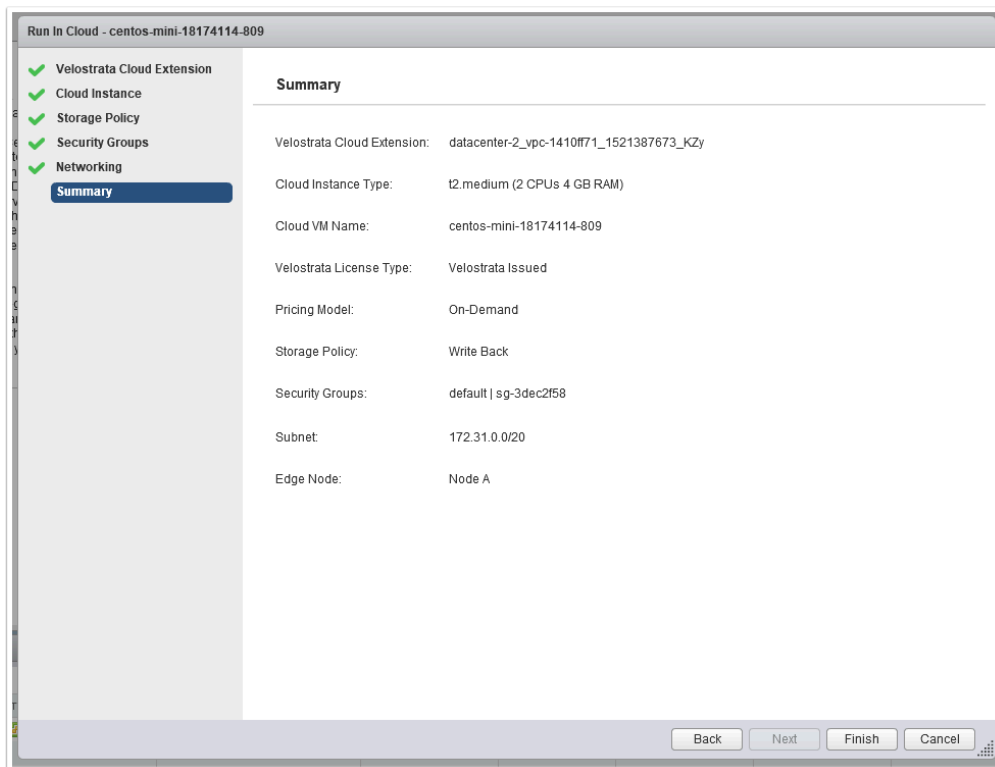 Run In Cloud - centos-mini-18174114-809
Velostrata Cloud Extension
Cloud Instance
Storage Policy
Security Groups
Networking
Summary
Summary
Velostrata Cloud Extension: datacenter-2_vpc-1410ff71_1521387673_KZy
Cloud Instance Type: t2.medium (2 CPUs 4 GB RAM)
Cloud VM Name: centos-mini-18174114-809
Velostrata License Type: Velostrata Issued
Pricing Model: On-Demand
Storage Policy: Write Back
Security Groups: default | sg-3dec2f58
Subnet: 172.31.0.0/20
Edge Node: Node A
Back Next Finish Cancel